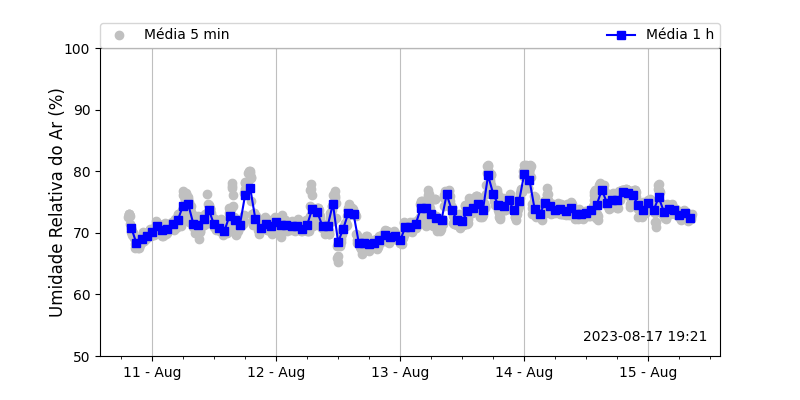 Média 5 min
Média 1 h
Umidade Relativa do Ar (%)
100
90
80
70
60
50
2023-08-17 19:21
11 - Aug
12 - Aug
13 - Aug
14 - Aug
15 - Aug